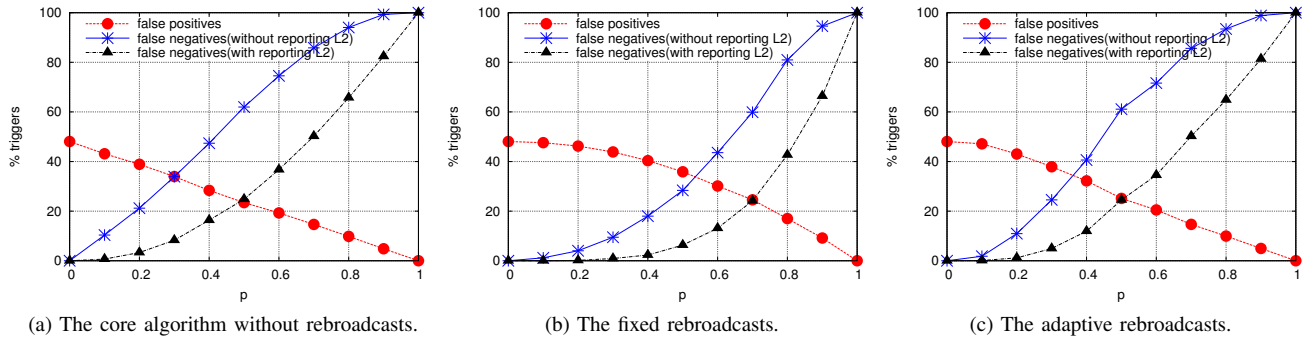 100
80
60
40
20
0
% triggers
0
0.2
0.4
0.6
0.8
1
p
false positives
false negatives(without reporting L2)
false negatives(with reporting L2)
(a) The core algorithm without rebroadcasts.
100
80
60
40
20
0
% triggers
0
0.2
0.4
0.6
0.8
1
p
false positives
false negatives(without reporting L2)
false negatives(with reporting L2)
(b) The fixed rebroadcasts.
100
80
60
40
20
0
% triggers
0
0.2
0.4
0.6
0.8
1
p
false positives
false negatives(without reporting L2)
false negatives(with reporting L2)
(c) The adaptive rebroadcasts.